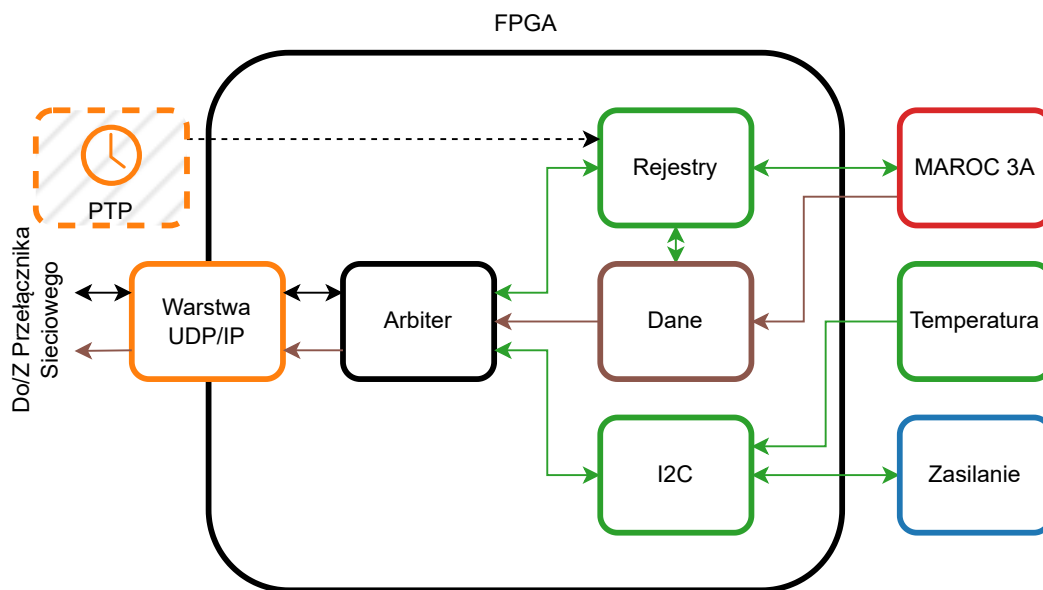 FPGA
PTP
Rejestry
MAROC 3A
Do/Z Przełącznika
Sieciowego
Warstwa
UDP/IP
Arbiter
Dane
Temperatura
I2C
Zasilanie